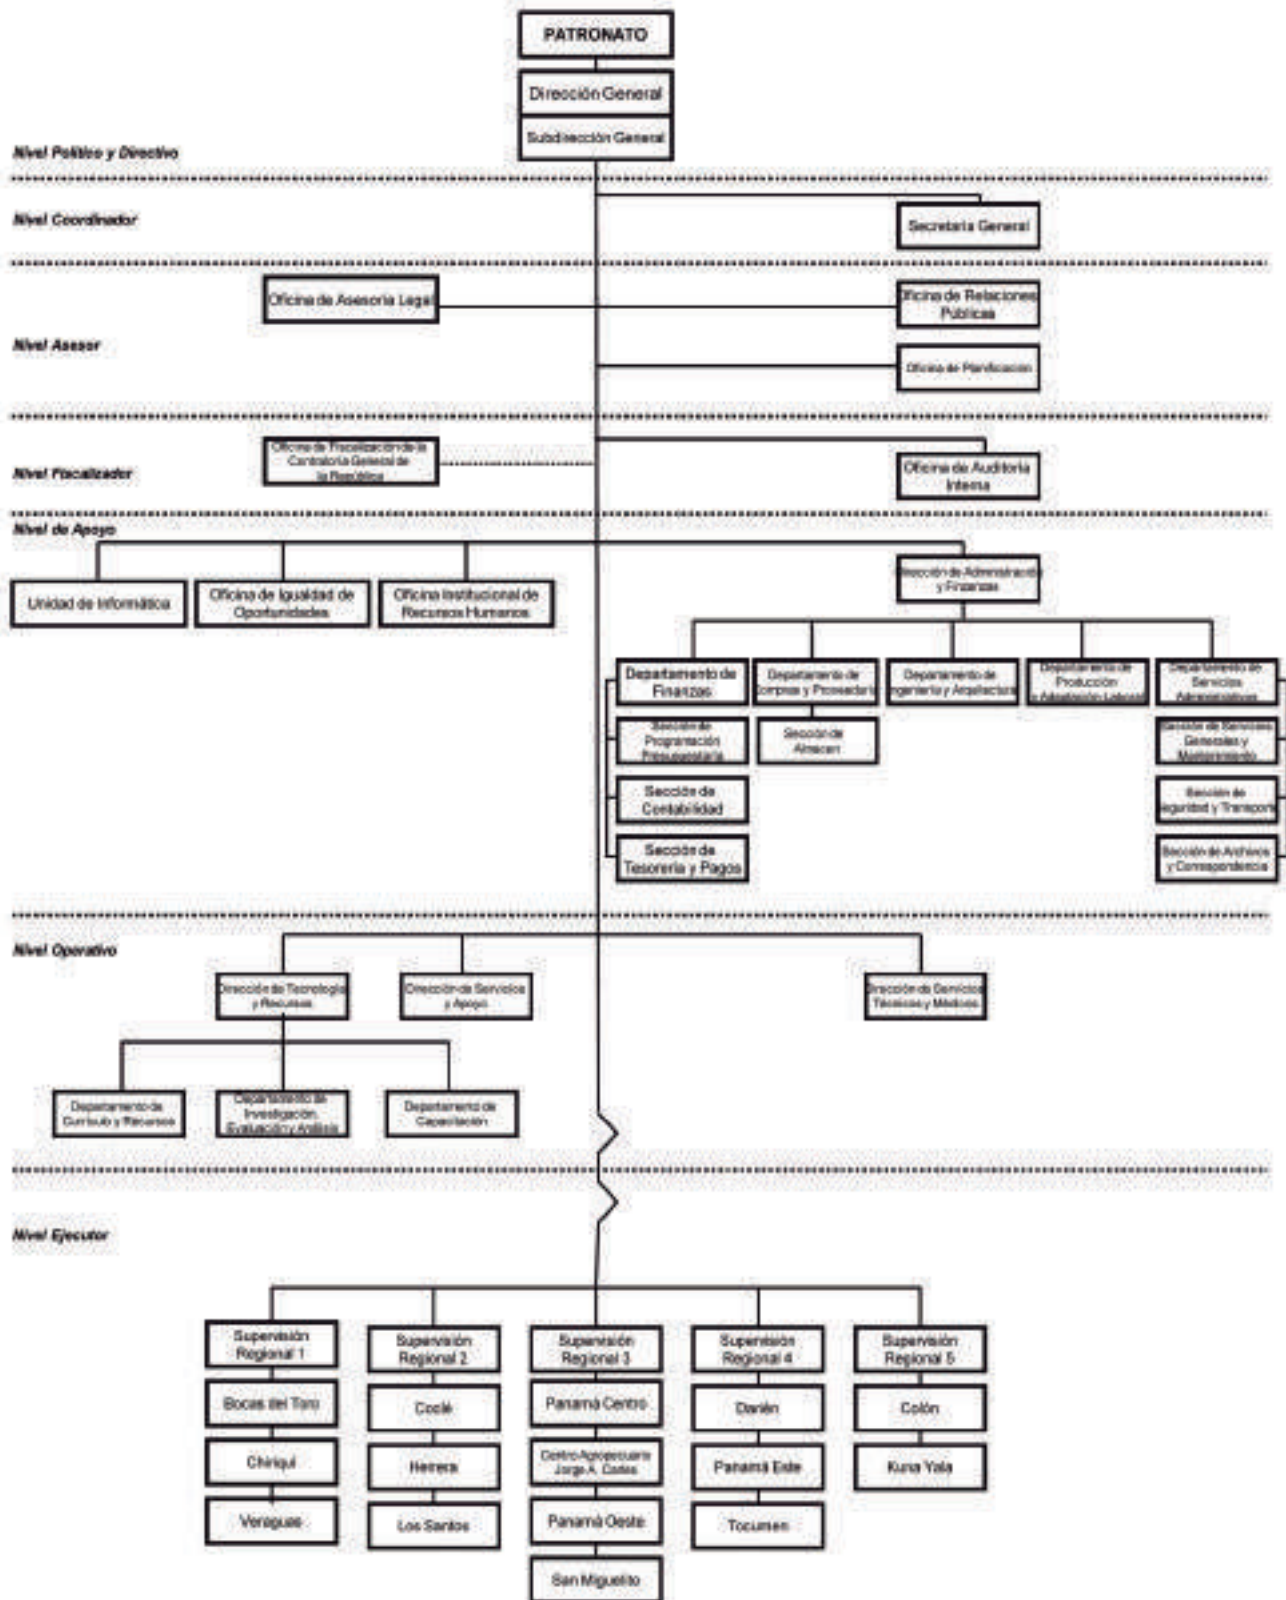 PATRONATO
Dirección General
Subdirección General
Nivel Político y Directivo
Nivel Coordinador
Secretaría General
Oficina de Asesoría Legal
Oficina de Relaciones
Públicas
Nivel Asesor
Oficina de Planificación
Oficina de Fiscalización de la
Contraloría General de
la República
Nivel Fiscalizador
Oficina de Auditoría
Interna
Nivel de Apoyo
Unidad de Informática
Oficina de Igualdad de
Oportunidades
Oficina Institucional de
Recursos Humanos
Dirección de Administración
y Finanzas
Departamento de
Finanzas
Departamento de
Compras y Proveeduría
Departamento de
Ingeniería y Arquitectura
Departamento de
Producción
y Adaptación Laboral
Departamento de
Servicios
Administrativos
Sección de
Programación
Presupuestaria
Sección de
Almacen
Sección de Servicios
Generales y
Mantenimiento
Sección de
Contabilidad
Sección de
Seguridad y Transporte
Sección de
Tesorería y Pagos
Sección de Archivos
y Correspondencia
Nivel Operativo
Dirección de Tecnología
y Recursos
Dirección de Servicios
y Apoyo
Dirección de Servicios
Técnicos y Médicos
Departamento de
Currículo y Recursos
Departamento de
Investigación,
Evaluación y Análisis
Departamento de
Capacitación
Nivel Ejecutor
Supervisión
Regional 1
Supervisión
Regional 2
Supervisión
Regional 3
Supervisión
Regional 4
Supervisión
Regional 5
Bocas del Toro
Coclé
Panamá Centro
Darién
Colón
Chiriquí
Herrera
Centro Agropecuario
Jorge A. Carles
Panamá Este
Kuna Yala
Veraguas
Los Santos
Panamá Oeste
Tocumen
San Miguelito